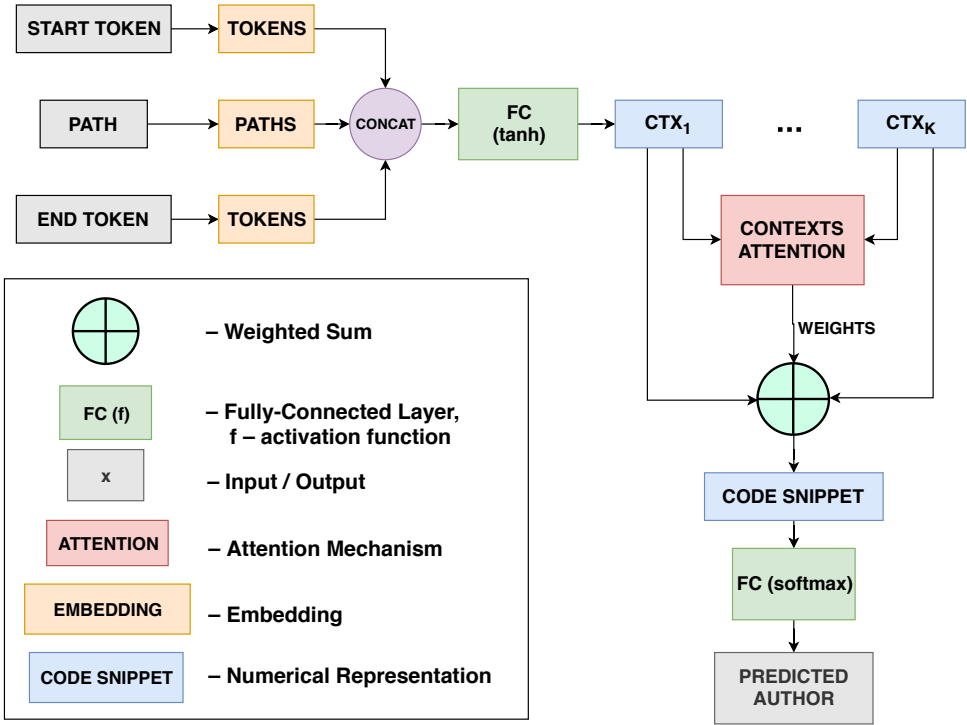 START TOKEN
TOKENS
PATH
PATHS
CONCAT
FC
(tanh)
CTX1
...
CTXK
END TOKEN
TOKENS
CONTEXTS
ATTENTION
WEIGHTS
CODE SNIPPET
FC (softmax)
PREDICTED
AUTHOR
– Weighted Sum
FC (f)
– Fully-Connected Layer,
f – activation function
x
– Input / Output
ATTENTION
– Attention Mechanism
EMBEDDING
– Embedding
CODE SNIPPET
– Numerical Representation